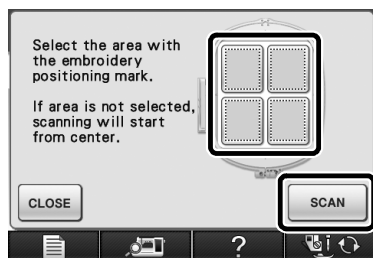 Select the area with
the embroidery
positioning mark.
If area is not selected,
scanning will start
from center.
CLOSE
SCAN
?